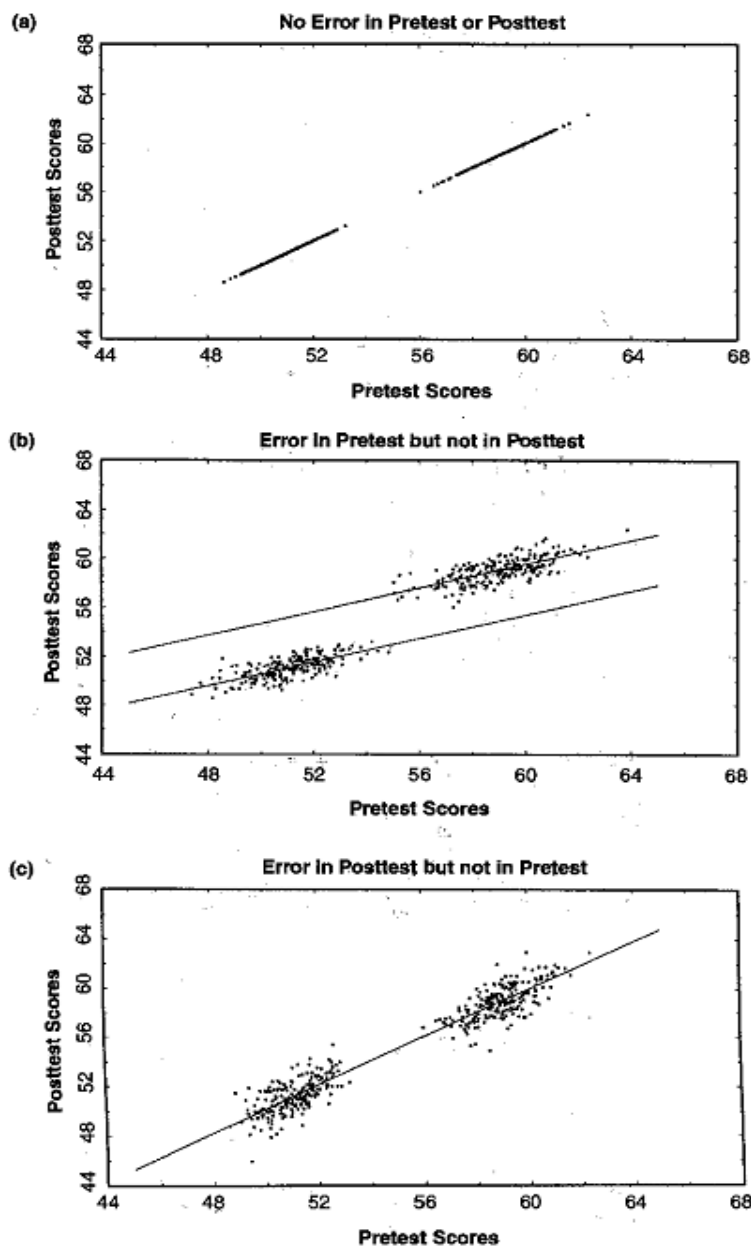 (a) No Error in Pretest or Posttest
68
64
60
56
52
48
44
Posttest Scores
44 48 52 56 60 64 68
Pretest Scores
(b) Error in Pretest but not in Posttest
68
64
60
56
52
48
44
Posttest Scores
44 48 52 56 60 64 68
Pretest Scores
(c) Error in Posttest but not in Pretest
68
64
60
56
52
48
44
Posttest Scores
44 48 52 56 60 64 68
Pretest Scores